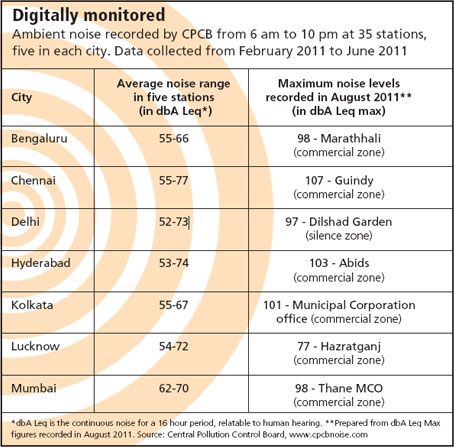 Digitally monitored
Ambient noise recorded by CPCB from 6 am to 10 pm at 35 stations,
five in each city. Data collected from February 2011 to June 2011
City
Average noise range
in five stations
(in dbA Leq*)
Maximum noise levels
recorded in August 2011**
(in dbA Leq max)
Bengaluru
55-66
98 - Marathhali
(commercial zone)
Chennai
55-77
107 - Guindy
(commercial zone)
Delhi
52-73
97 - Dilshad Garden
(silence zone)
Hyderabad
53-74
103 - Abids
(commercial zone)
Kolkata
55-67
101 - Municipal Corporation
office (commercial zone)
Lucknow
54-72
77 - Hazratganj
(commercial zone)
Mumbai
62-70
98 - Thane MCO
(commercial zone)
*dbA Leq is the continuous noise for a 16 hour period, relatable to human hearing. **Prepared from dbA Leq Max
figures recorded in August 2011. Source: Central Pollution Control Board, www.cpcbnoise.com